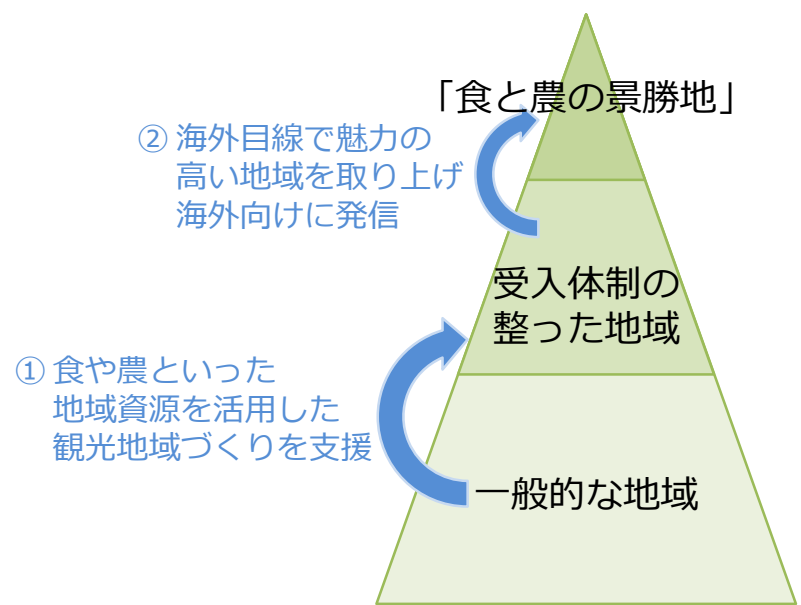 「食と農の景勝地」
② 海外目線で魅力の
高い地域を取り上げ
海外向けに発信
受入体制の
整った地域
① 食や農といった
地域資源を活用した
観光地域づくりを支援
一般的な地域